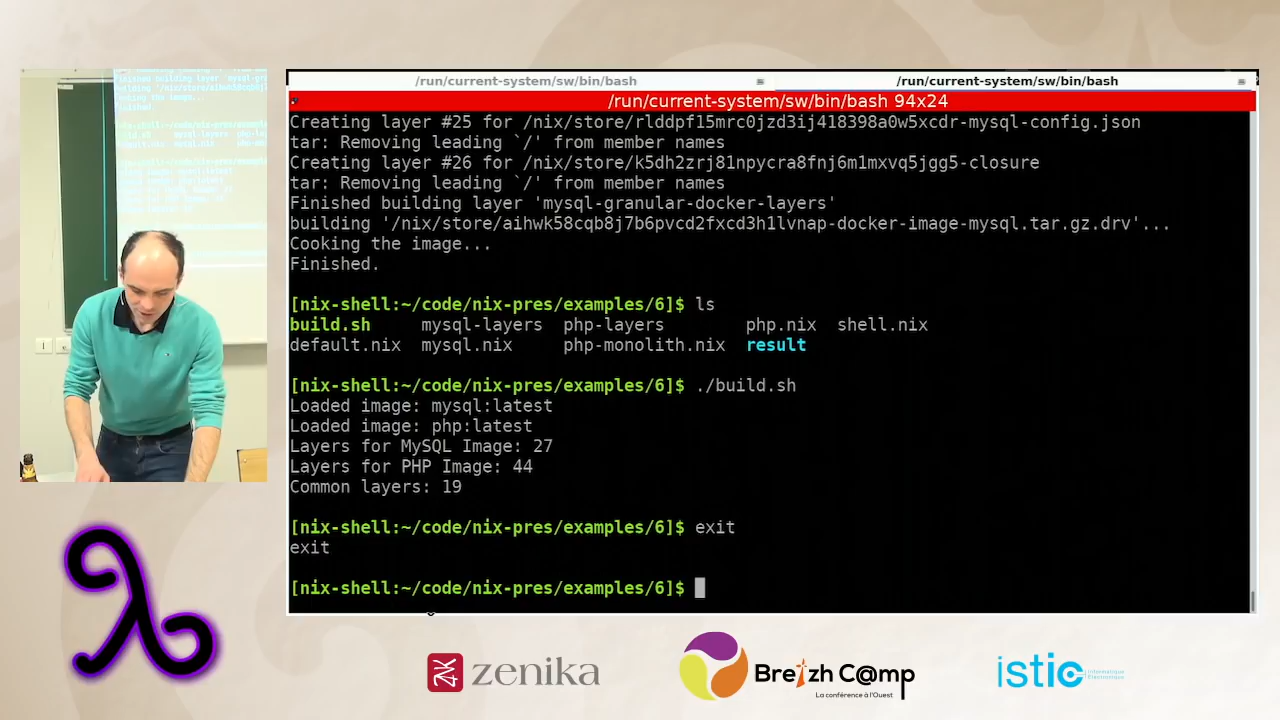 /run/current-system/sw/bin/bash
/run/current-system/sw/bin/bash
/run/current-system/sw/bin/bash 94x24
Creating layer #25 for /nix/store/rlddpf15mrc0jzd3ij418398a0w5xcdr-mysql-config.json
tar: Removing leading `/' from member names
Creating layer #26 for /nix/store/k5dh2zrj81npycra8fnj6m1mxvq5jgg5-closure
tar: Removing leading `/' from member names
Finished building layer 'mysql-granular-docker-layers'
building '/nix/store/aihwk58cqb8j7b6pvcd2fxcd3h1lvnap-docker-image-mysql.tar.gz.drv'...
Cooking the image...
Finished.
[nix-shell:~/code/nix-pres/examples/6]$ ls
build.sh mysql-layers php-layers php.nix shell.nix
default.nix mysql.nix php-monolith.nix result
[nix-shell:~/code/nix-pres/examples/6]$ ./build.sh
Loaded image: mysql:latest
Loaded image: php:latest
Layers for MySQL Image: 27
Layers for PHP Image: 44
Common layers: 19
[nix-shell:~/code/nix-pres/examples/6]$ exit
exit
[nix-shell:~/code/nix-pres/examples/6]$
zenika
Breizh C@mp
La conférence à l'Ouest
istic
Informatique
Électronique